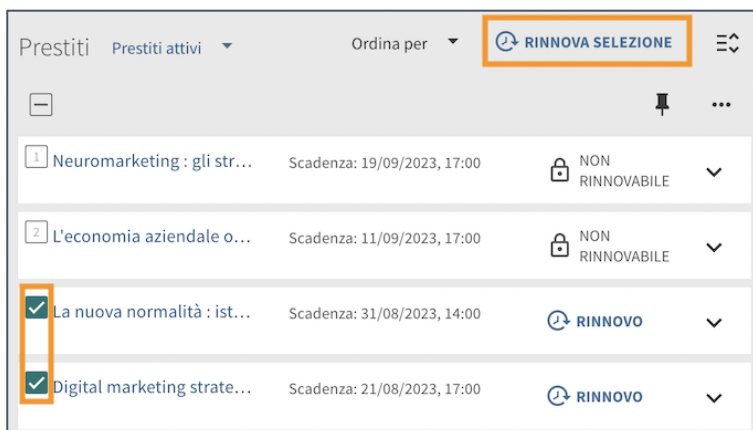 Prestiti Prestiti attivi Ordina per RINNOVA SELEZIONE
1 Neuromarketing : gli str... Scadenza: 19/09/2023, 17:00 NON RINNOVABILE
2 L'economia aziendale o... Scadenza: 11/09/2023, 17:00 NON RINNOVABILE
La nuova normalità : ist... Scadenza: 31/08/2023, 14:00 RINNOVO
Digital marketing strate... Scadenza: 21/08/2023, 17:00 RINNOVO